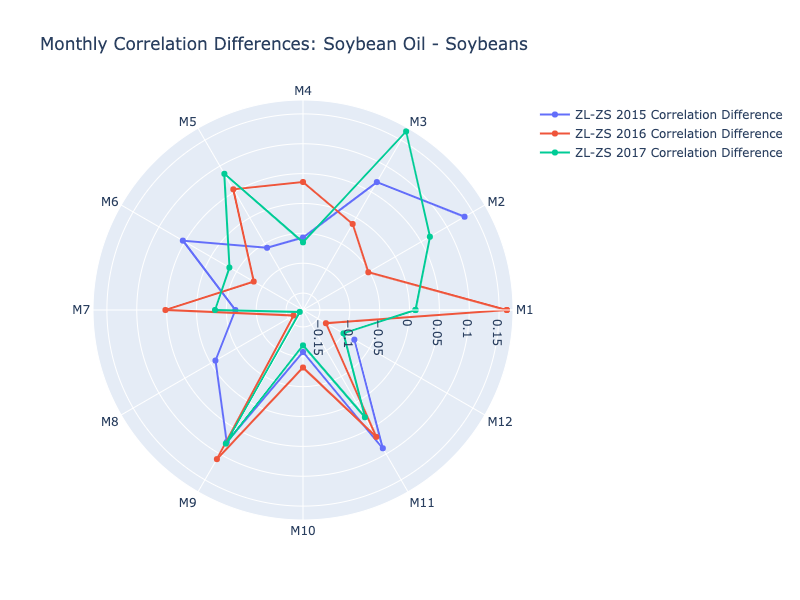 Monthly Correlation Differences: Soybean Oil - Soybeans
ZL-ZS 2015 Correlation Difference
ZL-ZS 2016 Correlation Difference
ZL-ZS 2017 Correlation Difference
M4
M3
M5
M2
M6
M1
M7
−0.15
−0.1
−0.05
0
0.05
0.1
0.15
M8
M12
M9
M11
M10